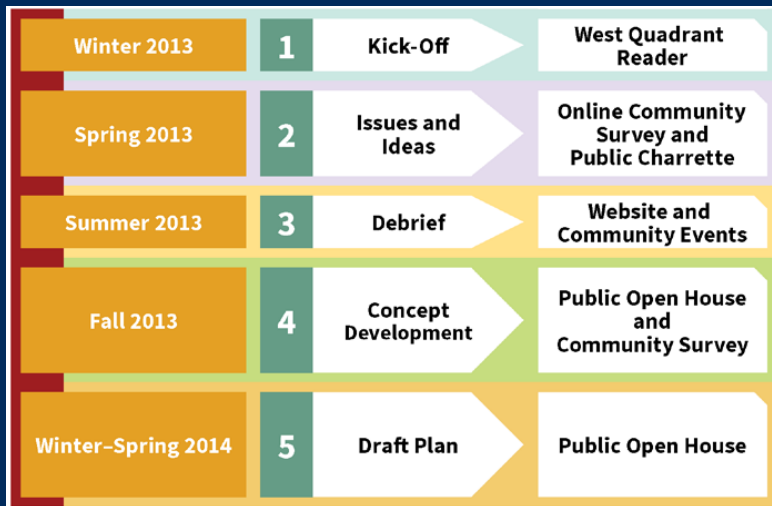 Winter 2013
1
Kick-Off
West Quadrant
Reader
Spring 2013
2
Issues and
Ideas
Online Community
Survey and
Public Charrette
Summer 2013
3
Debrief
Website and
Community Events
Fall 2013
4
Concept
Development
Public Open House
and
Community Survey
Winter–Spring 2014
5
Draft Plan
Public Open House